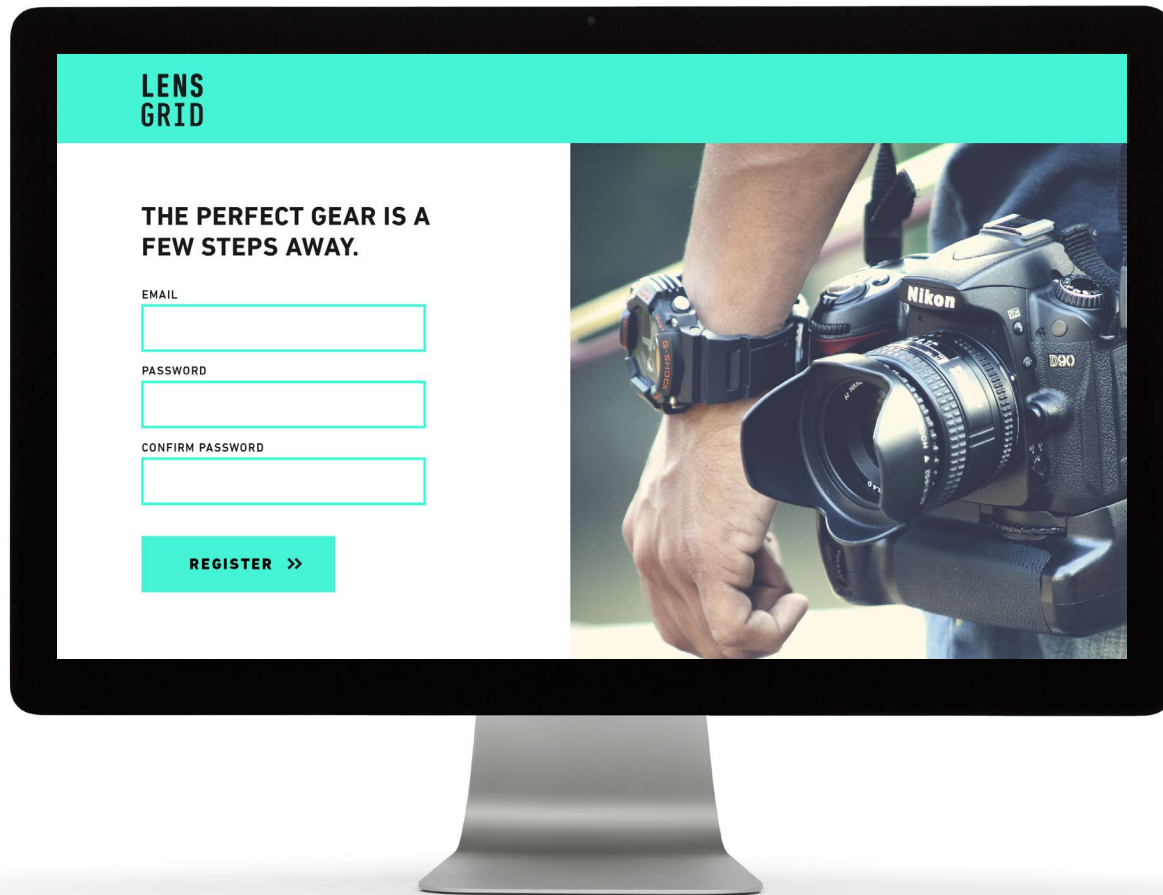 LENS
GRID
THE PERFECT GEAR IS A
FEW STEPS AWAY.
EMAIL
PASSWORD
CONFIRM PASSWORD
REGISTER >>
Nikon
D90
G-SHOCK